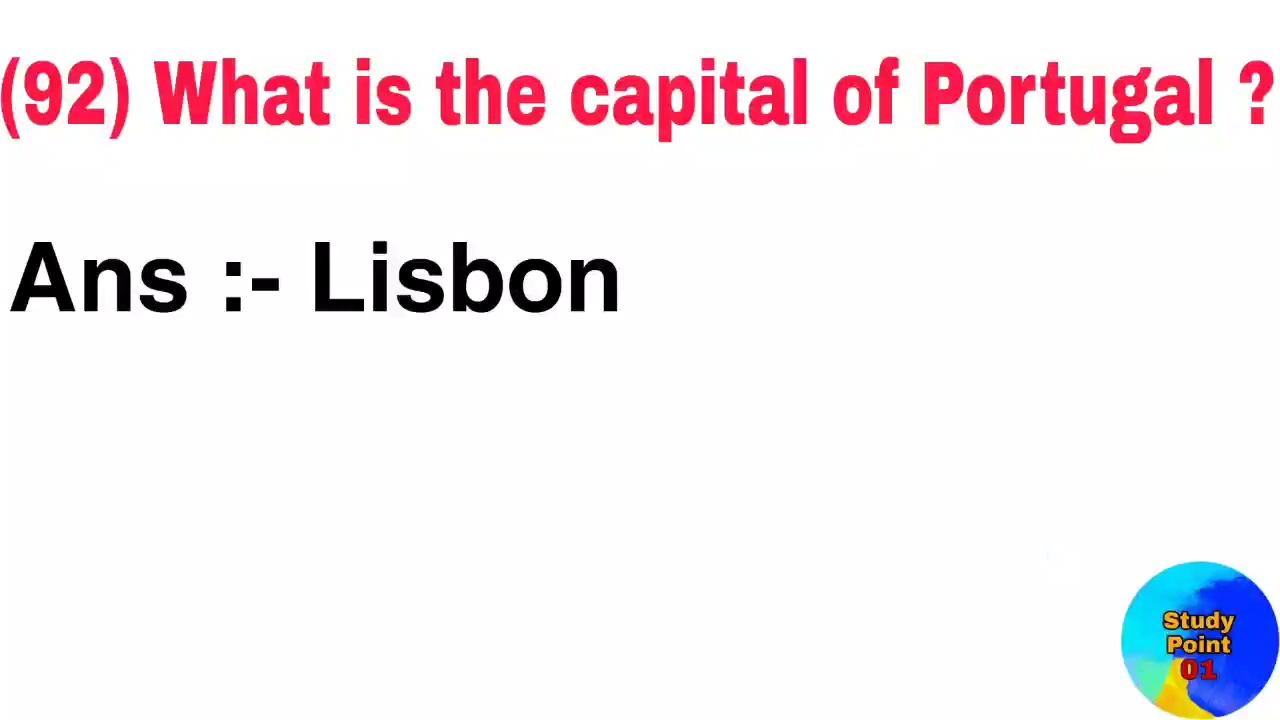 (92) What is the capital of Portugal ?
Ans :- Lisbon
Study
Point
01